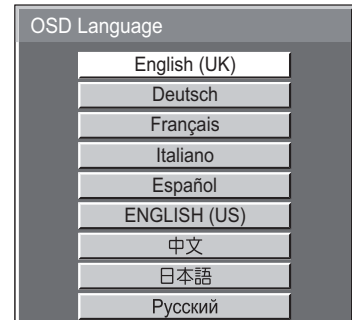 OSD Language
English (UK)
Deutsch
Français
Italiano
Español
ENGLISH (US)
中文
日本語
Русский